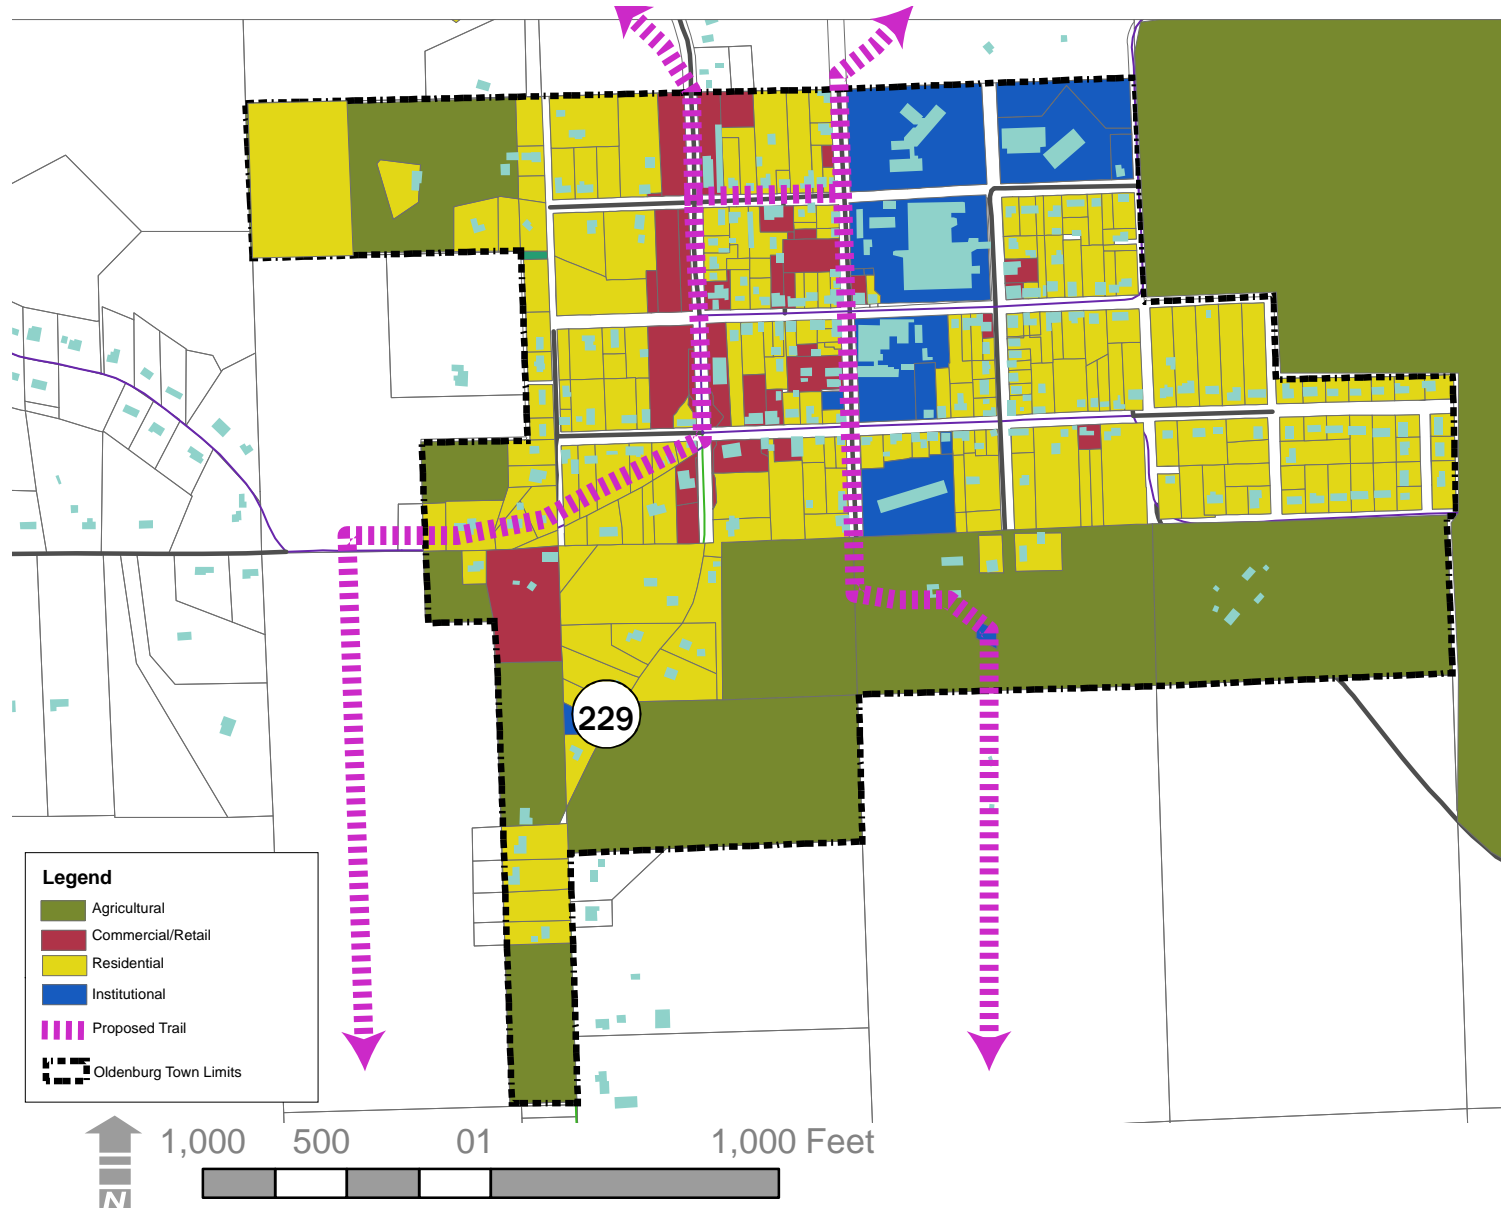 229
Legend
Agricultural
Commercial/Retail
Residential
Institutional
Proposed Trail
Oldenburg Town Limits
1,000 500 01 1,000 Feet
N